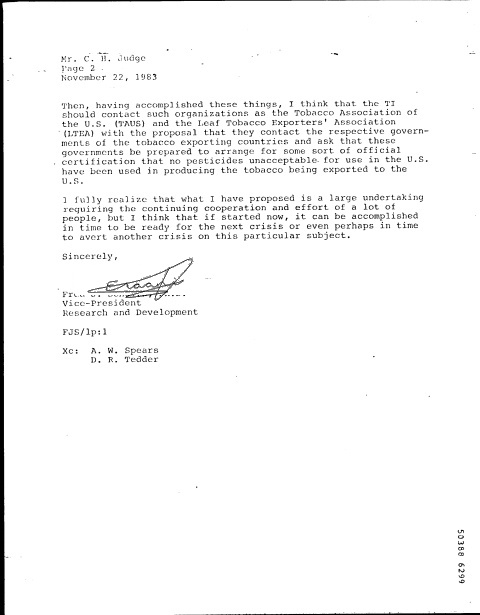 Mr. C. H. Judge
Page 2
November 22, 1983
Then, having accomplished these things, I think that the TI
should contact such organizations as the Tobacco Association of
the U.S. (TAUS) and the Leaf Tobacco Exporters' Association
(LTEA) with the proposal that they contact the respective govern-
ments of the tobacco exporting countries and ask that these
governments be prepared to arrange for some sort of official
certification that no pesticides unacceptable for use in the U.S.
have been used in producing the tobacco being exported to the
U.S.
I fully realize that what I have proposed is a large undertaking
requiring the continuing cooperation and effort of a lot of
people, but I think that if started now, it can be accomplished
in time to be ready for the next crisis or even perhaps in time
to avert another crisis on this particular subject.
Sincerely,
Vice-President
Research and Development
FJS/lp:1
Xc: A. W. Spears
D. R. Tedder
50388 6299